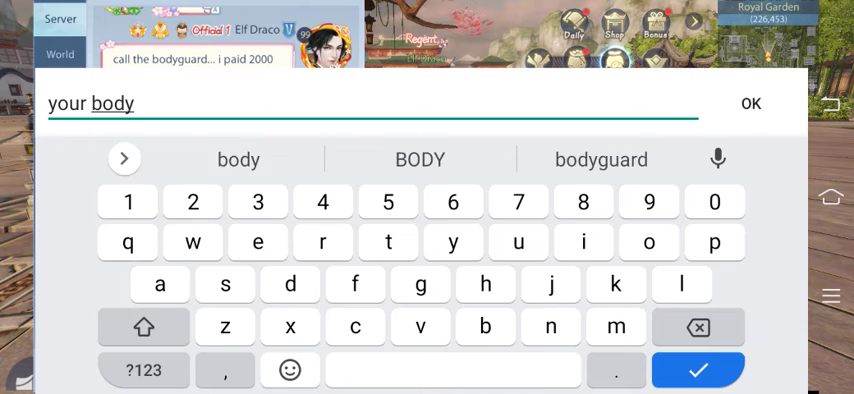 Server
World
Official 1 Elf Draco V
99
call the bodyguard... i paid 2000
Regent
Daily
Shop
Bonus
Royal Garden
(226,453)
your body
OK
body
BODY
bodyguard
1 2 3 4 5 6 7 8 9 0
q w e r t y u i o p
a s d f g h j k l
z x c v b n m
?123 , .